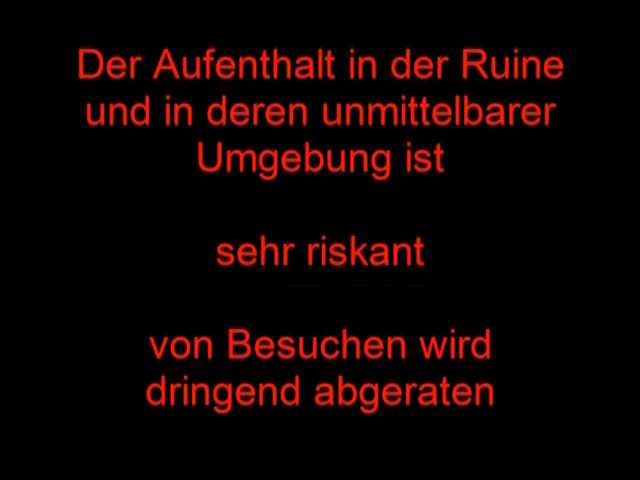 Der Aufenthalt in der Ruine
und in deren unmittelbarer
Umgebung ist
sehr riskant
von Besuchen wird
dringend abgeraten